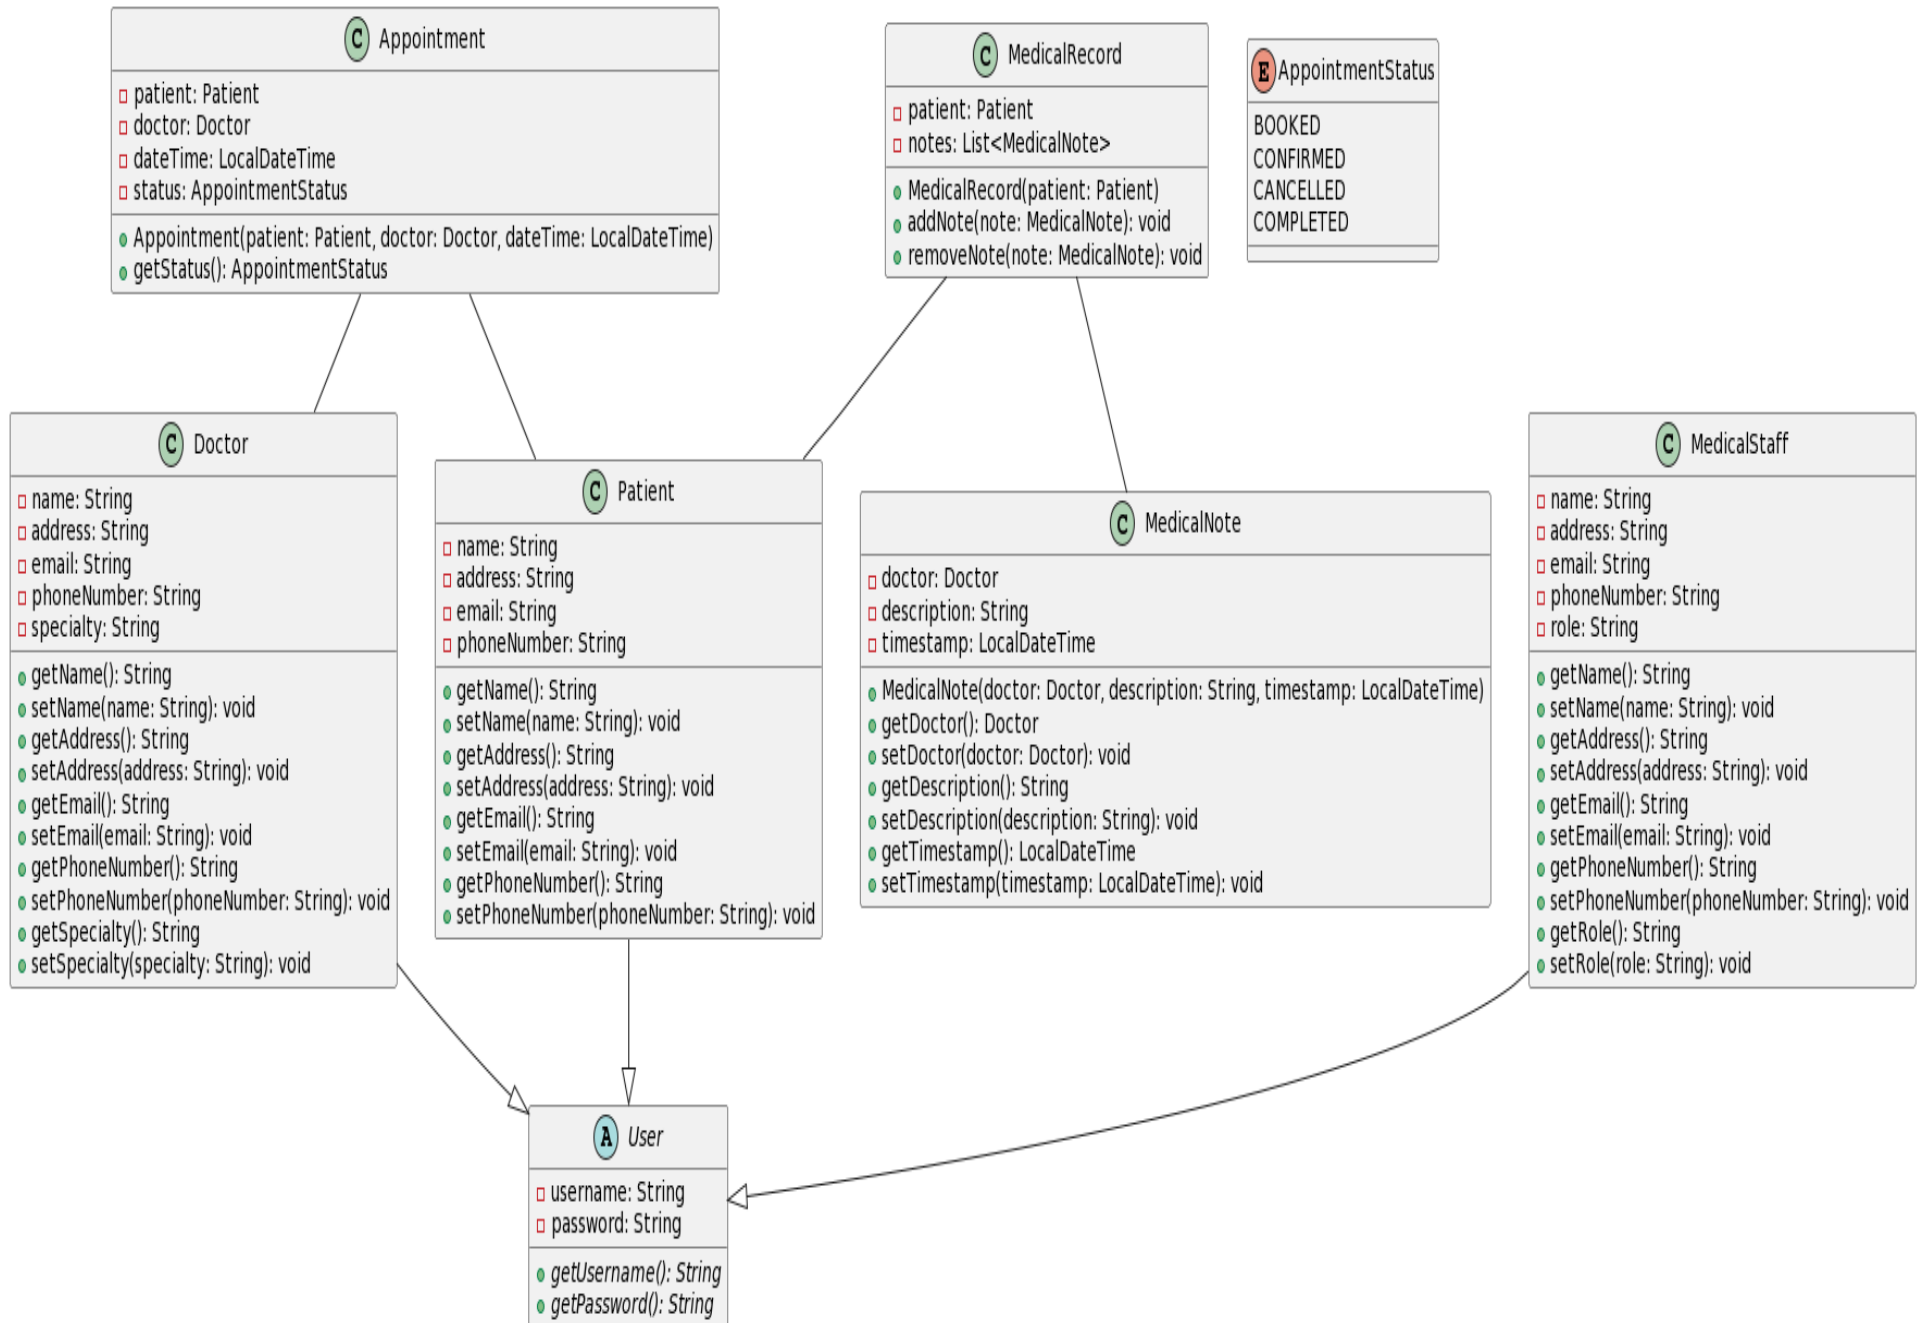 C Appointment
patient: Patient
doctor: Doctor
dateTime: LocalDateTime
status: AppointmentStatus
Appointment(patient: Patient, doctor: Doctor, dateTime: LocalDateTime)
getStatus(): AppointmentStatus
C MedicalRecord
patient: Patient
notes: List<MedicalNote>
MedicalRecord(patient: Patient)
addNote(note: MedicalNote): void
removeNote(note: MedicalNote): void
E AppointmentStatus
BOOKED
CONFIRMED
CANCELLED
COMPLETED
C Doctor
name: String
address: String
email: String
phoneNumber: String
specialty: String
getName(): String
setName(name: String): void
getAddress(): String
setAddress(address: String): void
getEmail(): String
setEmail(email: String): void
getPhoneNumber(): String
setPhoneNumber(phoneNumber: String): void
getSpecialty(): String
setSpecialty(specialty: String): void
C Patient
name: String
address: String
email: String
phoneNumber: String
getName(): String
setName(name: String): void
getAddress(): String
setAddress(address: String): void
getEmail(): String
setEmail(email: String): void
getPhoneNumber(): String
setPhoneNumber(phoneNumber: String): void
C MedicalNote
doctor: Doctor
description: String
timestamp: LocalDateTime
MedicalNote(doctor: Doctor, description: String, timestamp: LocalDateTime)
getDoctor(): Doctor
setDoctor(doctor: Doctor): void
getDescription(): String
setDescription(description: String): void
getTimestamp(): LocalDateTime
setTimestamp(timestamp: LocalDateTime): void
C MedicalStaff
name: String
address: String
email: String
phoneNumber: String
role: String
getName(): String
setName(name: String): void
getAddress(): String
setAddress(address: String): void
getEmail(): String
setEmail(email: String): void
getPhoneNumber(): String
setPhoneNumber(phoneNumber: String): void
getRole(): String
setRole(role: String): void
A User
username: String
password: String
getUsername(): String
getPassword(): String